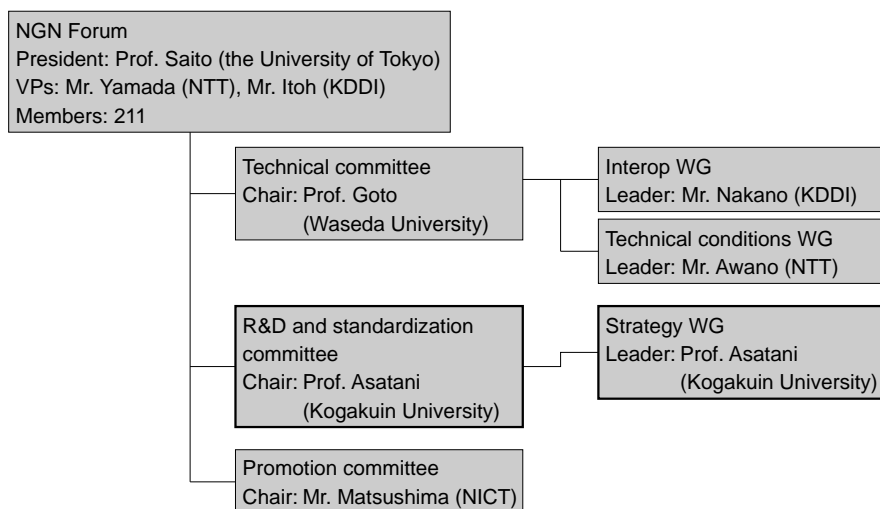 NGN Forum
President: Prof. Saito (the University of Tokyo)
VPs: Mr. Yamada (NTT), Mr. Itoh (KDDI)
Members: 211
Technical committee
Chair: Prof. Goto
(Waseda University)
Interop WG
Leader: Mr. Nakano (KDDI)
Technical conditions WG
Leader: Mr. Awano (NTT)
R&D and standardization
committee
Chair: Prof. Asatani
(Kogakuin University)
Strategy WG
Leader: Prof. Asatani
(Kogakuin University)
Promotion committee
Chair: Mr. Matsushima (NICT)